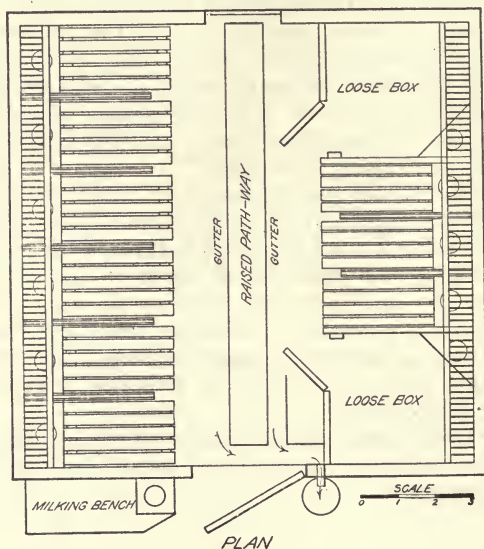 LOOSE BOX
GUTTER
RAISED PATH-WAY
GUTTER
LOOSE BOX
MILKING BENCH
SCALE
0 1 2 3
PLAN